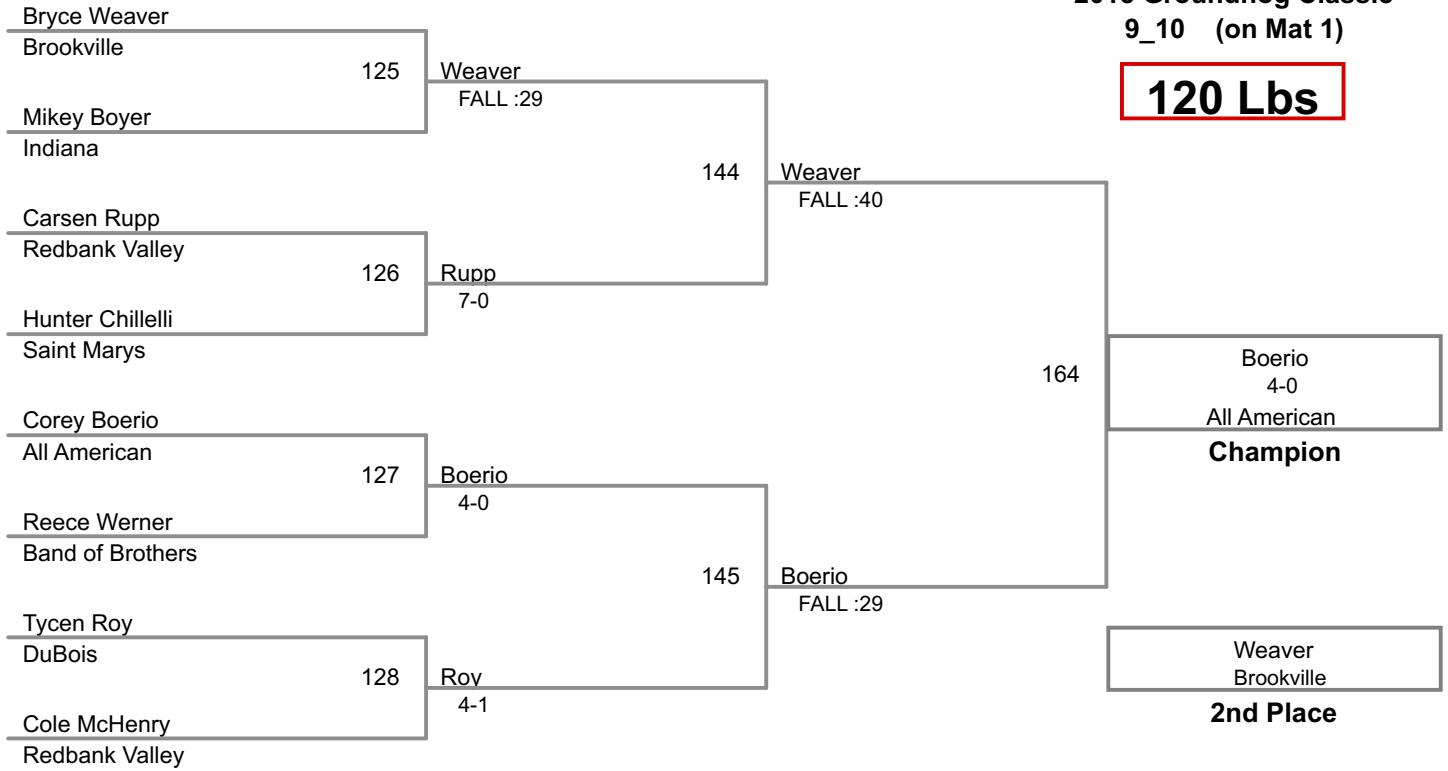 9_10 (on Mat 1)
120 Lbs
Bryce Weaver
Brookville
125
Weaver
FALL :29
Mikey Boyer
Indiana
144
Weaver
FALL :40
Carsen Rupp
Redbank Valley
126
Rupp
7-0
Hunter Chillelli
Saint Marys
164
Boerio
4-0
All American
Champion
Corey Boerio
All American
127
Boerio
4-0
Reece Werner
Band of Brothers
145
Boerio
FALL :29
Tycen Roy
DuBois
128
Roy
4-1
Cole McHenry
Redbank Valley
Weaver
Brookville
2nd Place